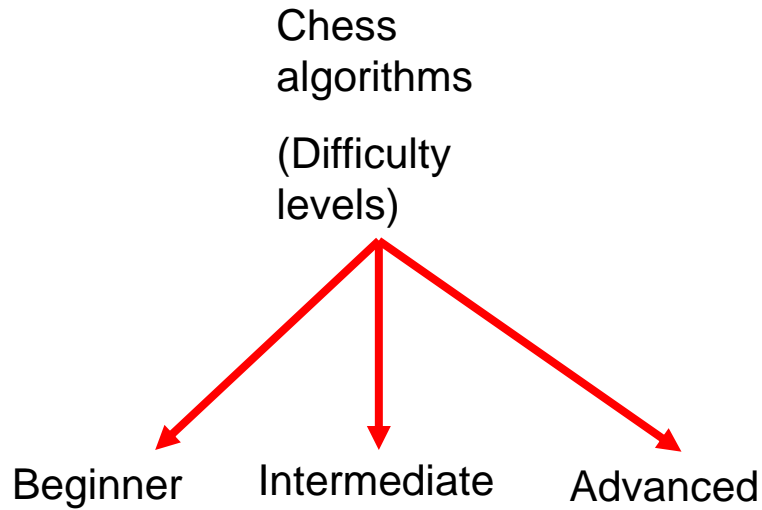 Chess
algorithms
(Difficulty
levels)
Beginner
Intermediate
Advanced